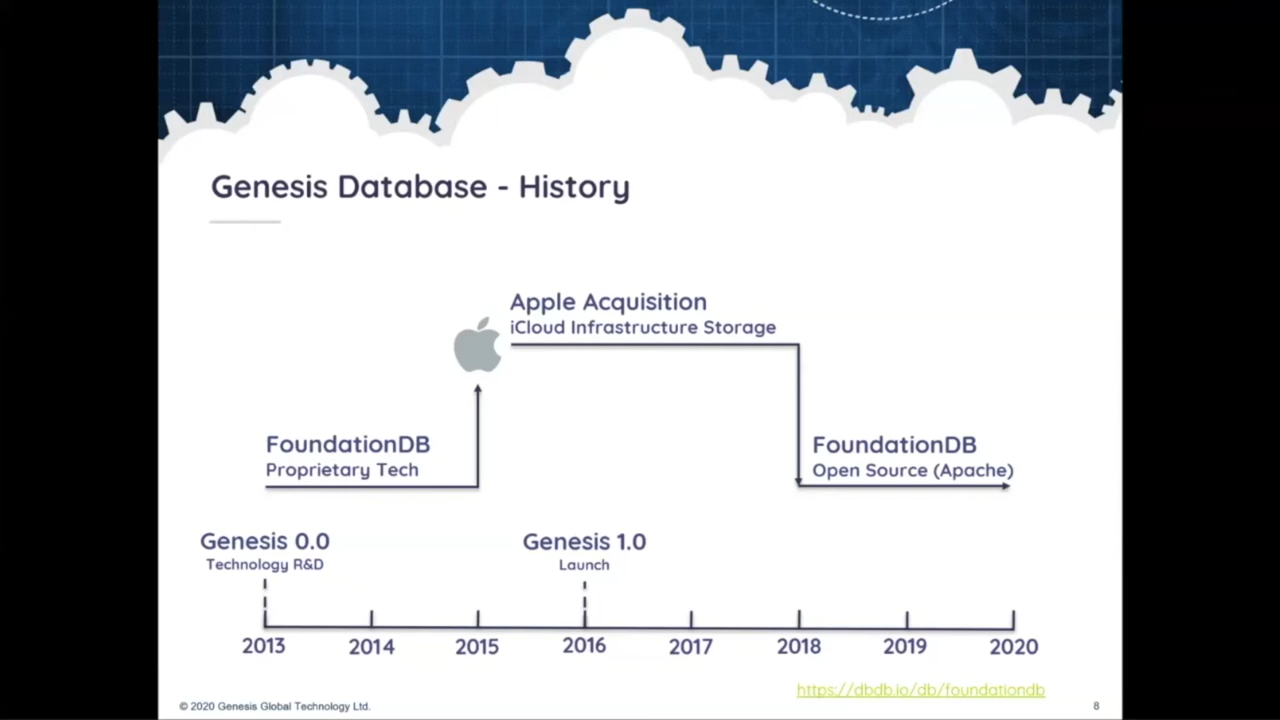 Genesis Database - History
Apple Acquisition
iCloud Infrastructure Storage
FoundationDB
Proprietary Tech
FoundationDB
Open Source (Apache)
Genesis 0.0
Technology R&D
Genesis 1.0
Launch
2013 2014 2015 2016 2017 2018 2019 2020
https://dbdb.io/db/foundationdb
© 2020 Genesis Global Technology Ltd.
8